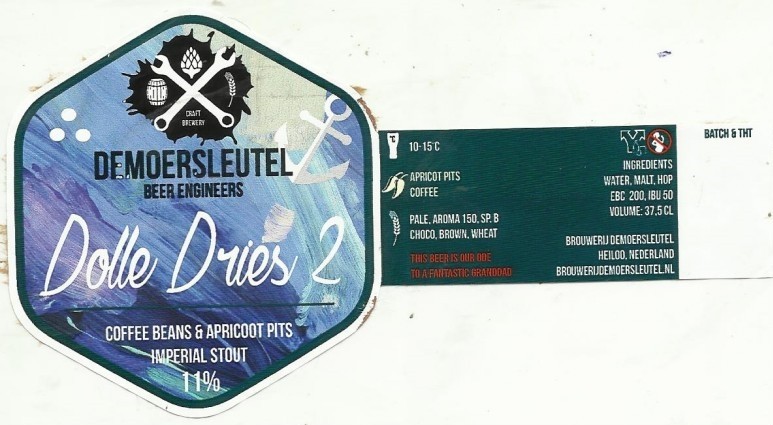 CRAFT
BREWERY
DEMOERSLEUTEL
BEER ENGINEERS
Dolle Dries 2
COFFEE BEANS & APRICOOT PITS
IMPERIAL STOUT
11%
°C
10-15°C
APRICOT PITS
COFFEE
PALE, AROMA 150, SP. B
CHOCO, BROWN, WHEAT
THIS BEER IS OUR ODE
TO A FANTASTIC GRANDDAD
INGREDIENTS
WATER, MALT, HOP
EBC 200, IBU 50
VOLUME: 37,5 CL
BROUWERIJ DEMOERSLEUTEL
HEILOO, NEDERLAND
BROUWERIJDEMOERSLEUTEL.NL
BATCH & THT